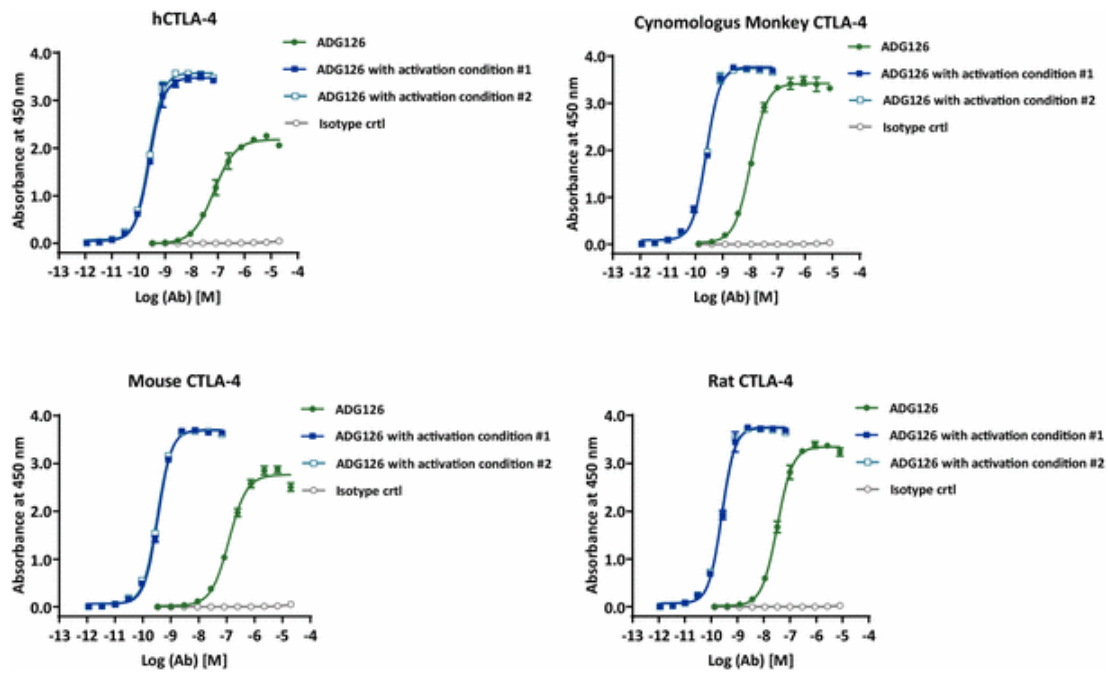 hCTLA-4
Absorbance at 450 nm
4.0
3.0
2.0
1.0
0.0
-13 -12 -11 -10 -9 -8 -7 -6 -5 -4
Log (Ab) [M]
ADG126
ADG126 with activation condition #1
ADG126 with activation condition #2
Isotype crtl
Cynomologus Monkey CTLA-4
Absorbance at 450 nm
4.0
3.0
2.0
1.0
0.0
-13 -12 -11 -10 -9 -8 -7 -6 -5 -4
Log (Ab) [M]
ADG126
ADG126 with activation condition #1
ADG126 with activation condition #2
Isotype crtl
Mouse CTLA-4
Absorbance at 450 nm
4.0
3.0
2.0
1.0
0.0
-13 -12 -11 -10 -9 -8 -7 -6 -5 -4
Log (Ab) [M]
ADG126
ADG126 with activation condition #1
ADG126 with activation condition #2
Isotype crtl
Rat CTLA-4
Absorbance at 450 nm
4.0
3.0
2.0
1.0
0.0
-13 -12 -11 -10 -9 -8 -7 -6 -5 -4
Log (Ab) [M]
ADG126
ADG126 with activation condition #1
ADG126 with activation condition #2
Isotype crtl